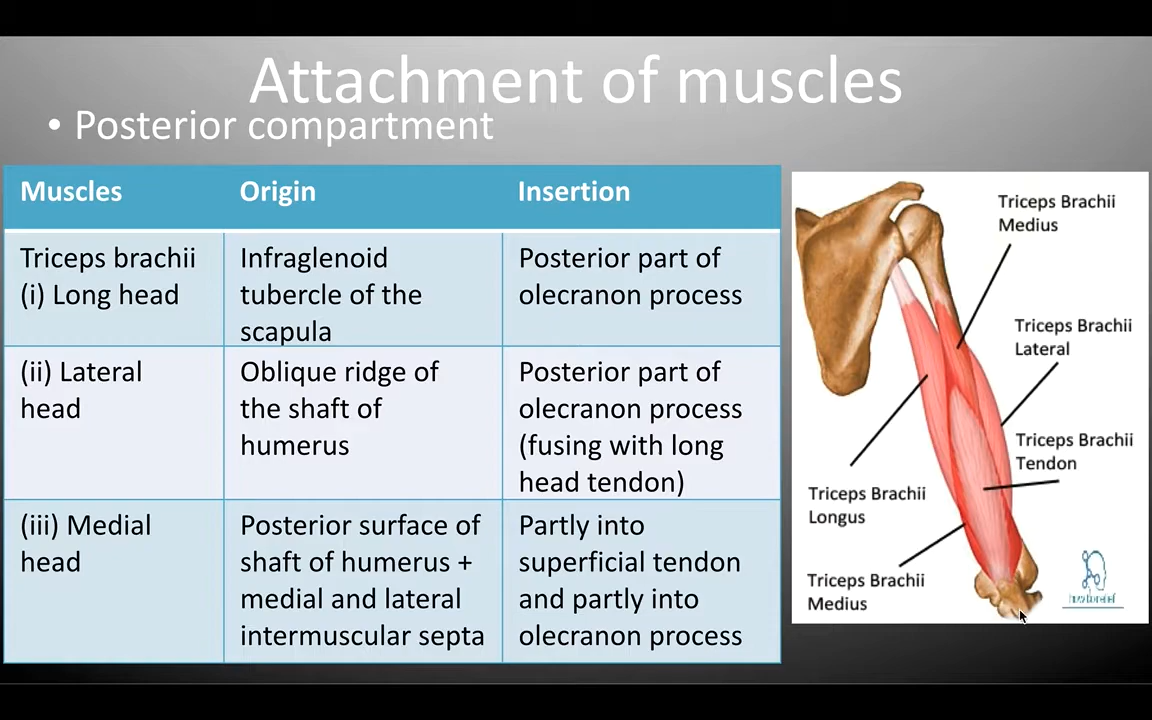 Attachment of muscles
• Posterior compartment
Muscles
Origin
Insertion
Triceps brachii
(i) Long head
Infraglenoid
tubercle of the
scapula
Posterior part of
olecranon process
(ii) Lateral
head
Oblique ridge of
the shaft of
humerus
Posterior part of
olecranon process
(fusing with long
head tendon)
(iii) Medial
head
Posterior surface of
shaft of humerus +
medial and lateral
intermuscular septa
Partly into
superficial tendon
and partly into
olecranon process
Triceps Brachii
Medius
Triceps Brachii
Lateral
Triceps Brachii
Tendon
Triceps Brachii
Longus
Triceps Brachii
Medius